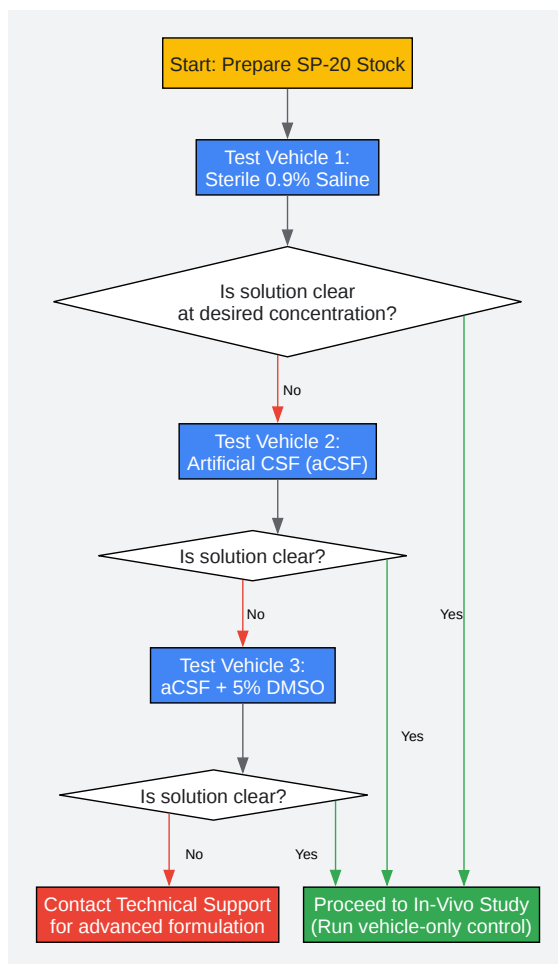 Start: Prepare SP-20 Stock
Test Vehicle 1:
Sterile 0.9% Saline
Is solution clear
at desired concentration?
No
Test Vehicle 2:
Artificial CSF (aCSF)
Is solution clear?
No
Yes
Test Vehicle 3:
aCSF + 5% DMSO
Yes
Is solution clear?
No
Yes
Contact Technical Support
for advanced formulation
Proceed to In-Vivo Study
(Run vehicle-only control)